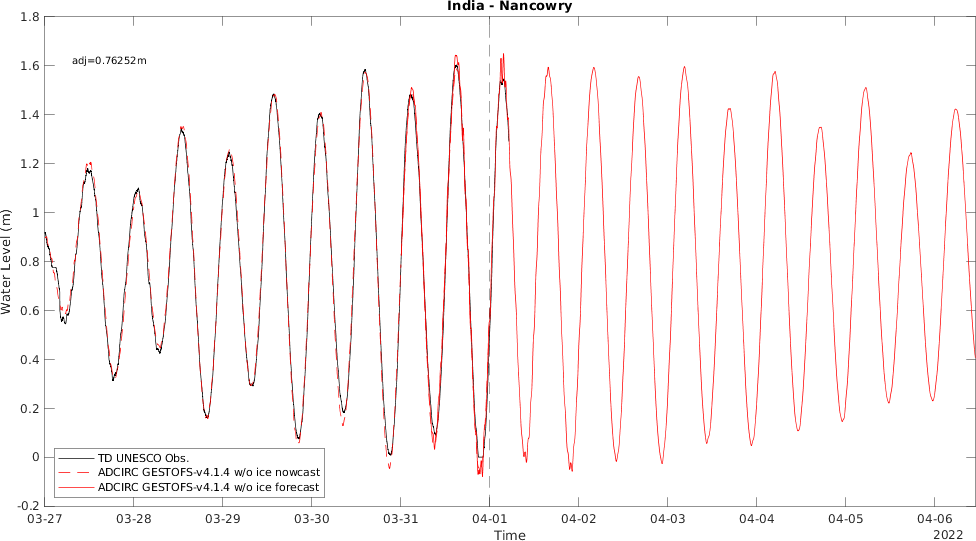 India - Nancowry
1.8
1.6
1.4
1.2
1
0.8
0.6
0.4
0.2
0
-0.2
Water Level (m)
adj=0.76252m
TD UNESCO Obs.
ADCIRC GESTOFS-v4.1.4 w/o ice nowcast
ADCIRC GESTOFS-v4.1.4 w/o ice forecast
03-27 03-28 03-29 03-30 03-31 04-01 04-02 04-03 04-04 04-05 04-06
Time
2022